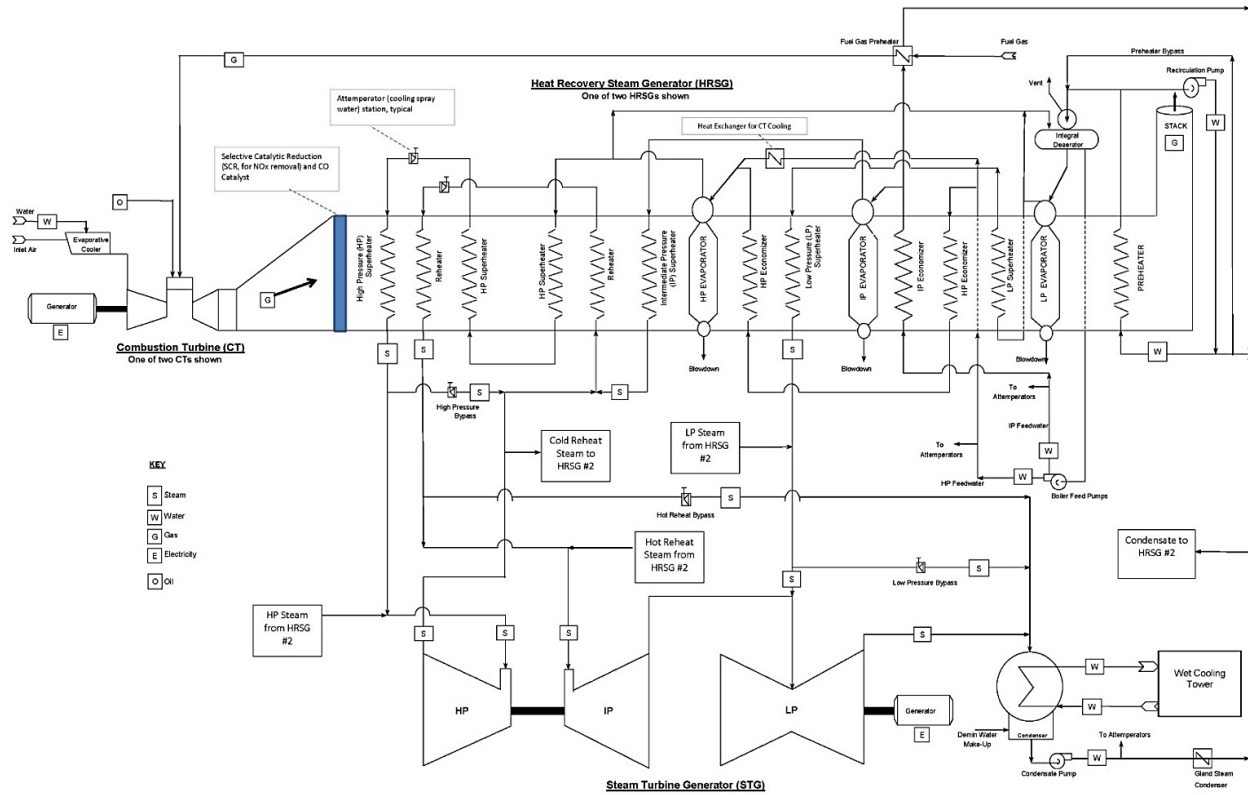 Fuel Gas Preheater
Fuel Gas
G
Preheater Bypass
Heat Recovery Steam Generator (HRSG)
One of two HRSGs shown
Vent
Recirculation Pump
W
Attemperator (cooling spray
water) station, typical
Heat Exchanger for CT Cooling
Integral
Deaerator
STACK
G
Selective Catalytic Reduction
(SCR, for NOx removal) and CO
Catalyst
O
Water
W
Inlet Air
Evaporative
Cooler
High Pressure (HP)
Superheater
Reheater
HP Superheater
HP Superheater
Reheater
Intermediate Pressure
(IP) Superheater
HP EVAPORATOR
HP Economizer
Low Pressure (LP)
Superheater
IP EVAPORATOR
IP Economizer
HP Economizer
LP Superheater
LP EVAPORATOR
PREHEATER
G
Generator
E
Combustion Turbine (CT)
One of two CTs shown
S
S
S
W
Blowdown
Blowdown
Blowdown
S
S
High Pressure
Bypass
To
Attemperators
IP Feedwater
Cold Reheat
Steam to
HRSG #2
LP Steam
from HRSG
#2
To
Attemperators
W
W
HP Feedwater
Boiler Feed Pumps
KEY
S Steam
W Water
G Gas
E Electricity
O Oil
S
Hot Reheat Bypass
Hot Reheat
Steam from
HRSG #2
Condensate to
HRSG #2
S
S
Low Pressure Bypass
HP Steam
from HRSG
#2
S
S
S
S
HP
IP
LP
Generator
E
W
W
Wet Cooling
Tower
Demin Water
Make-Up
Condenser
To Attemperators
Condensate Pump
W
Gland Steam
Condenser
Steam Turbine Generator (STG)